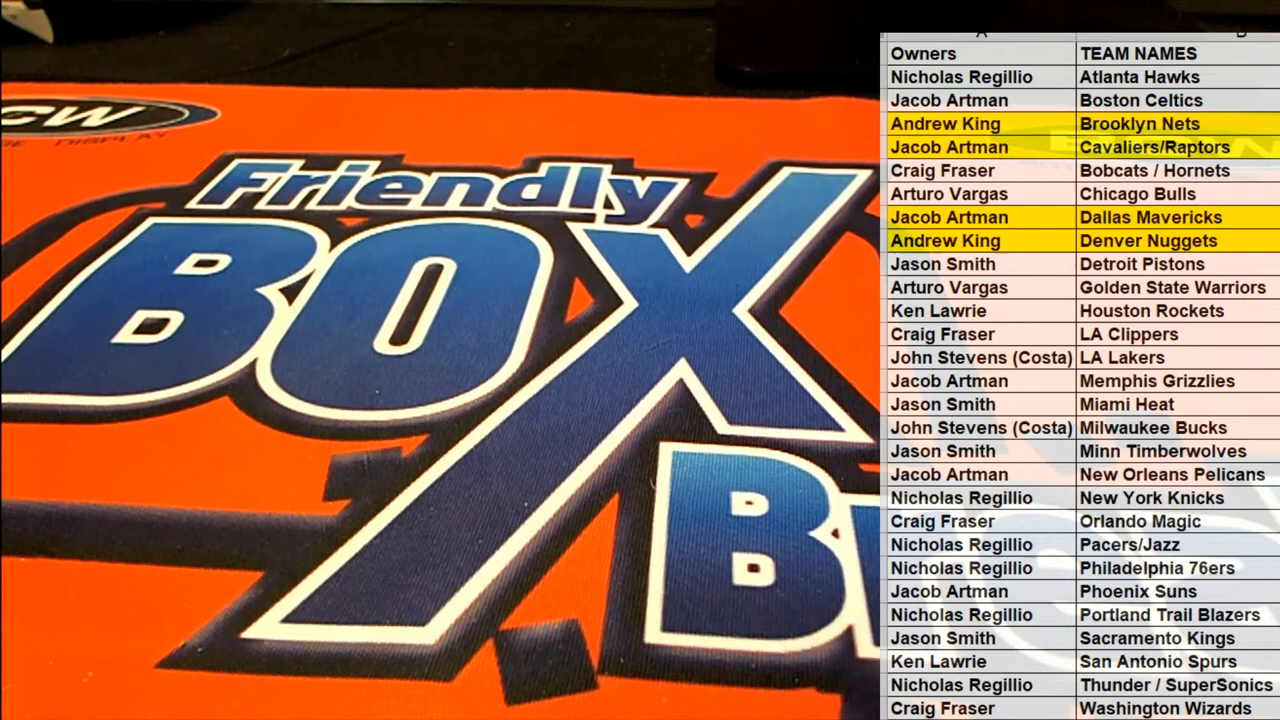 GW
DISPLAY
Friendly
BOX
B
A B
Owners TEAM NAMES
Nicholas Regillio Atlanta Hawks
Jacob Artman Boston Celtics
Andrew King Brooklyn Nets
Jacob Artman Cavaliers/Raptors
Craig Fraser Bobcats / Hornets
Arturo Vargas Chicago Bulls
Jacob Artman Dallas Mavericks
Andrew King Denver Nuggets
Jason Smith Detroit Pistons
Arturo Vargas Golden State Warriors
Ken Lawrie Houston Rockets
Craig Fraser LA Clippers
John Stevens (Costa) LA Lakers
Jacob Artman Memphis Grizzlies
Jason Smith Miami Heat
John Stevens (Costa) Milwaukee Bucks
Jason Smith Minn Timberwolves
Jacob Artman New Orleans Pelicans
Nicholas Regillio New York Knicks
Craig Fraser Orlando Magic
Nicholas Regillio Pacers/Jazz
Nicholas Regillio Philadelphia 76ers
Jacob Artman Phoenix Suns
Nicholas Regillio Portland Trail Blazers
Jason Smith Sacramento Kings
Ken Lawrie San Antonio Spurs
Nicholas Regillio Thunder / SuperSonics
Craig Fraser Washington Wizards